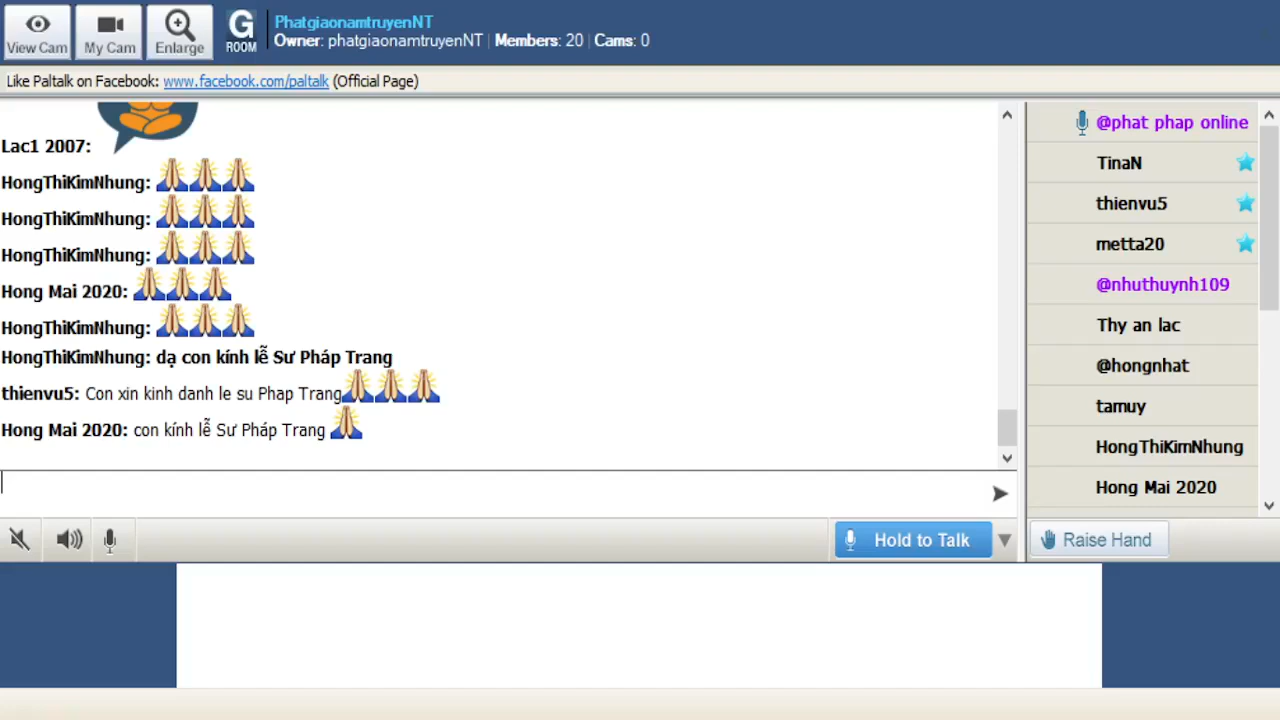 View Cam
My Cam
Enlarge
G
ROOM
PhatgiaonamtruyenNT
Owner: phatgiaonamtruyenNT | Members: 20 | Cams: 0
Like Paltalk on Facebook: www.facebook.com/paltalk (Official Page)
Lac1 2007:
HongThiKimNhung:
HongThiKimNhung:
HongThiKimNhung:
Hong Mai 2020:
HongThiKimNhung:
HongThiKimNhung: dạ con kính lễ Sư Pháp Trang
thienvu5: Con xin kinh danh le su Phap Trang
Hong Mai 2020: con kính lễ Sư Pháp Trang
@phat phap online
TinaN
thienvu5
metta20
@nhuthuynh109
Thy an lac
@hongnhat
tamuy
HongThiKimNhung
Hong Mai 2020
Hold to Talk
Raise Hand